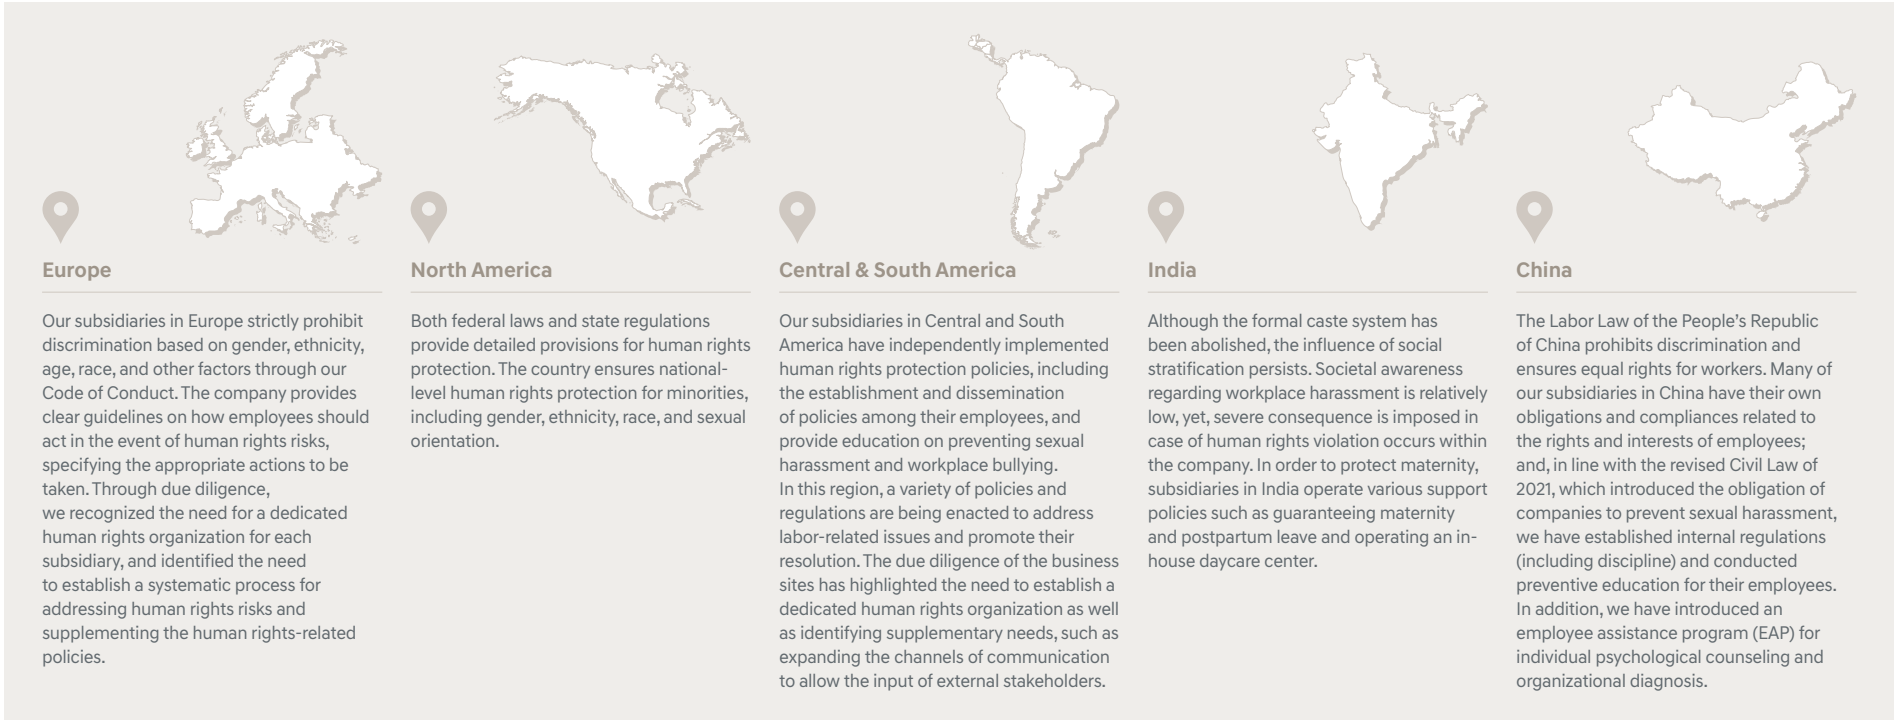 Europe
Our subsidiaries in Europe strictly prohibit
discrimination based on gender, ethnicity,
age, race, and other factors through our
Code of Conduct. The company provides
clear guidelines on how employees should
act in the event of human rights risks,
specifying the appropriate actions to be
taken. Through due diligence,
we recognized the need for a dedicated
human rights organization for each
subsidiary, and identified the need
to establish a systematic process for
addressing human rights risks and
supplementing the human rights-related
policies.
North America
Both federal laws and state regulations
provide detailed provisions for human rights
protection. The country ensures national-
level human rights protection for minorities,
including gender, ethnicity, race, and sexual
orientation.
Central & South America
Our subsidiaries in Central and South
America have independently implemented
human rights protection policies, including
the establishment and dissemination
of policies among their employees, and
provide education on preventing sexual
harassment and workplace bullying.
In this region, a variety of policies and
regulations are being enacted to address
labor-related issues and promote their
resolution. The due diligence of the business
sites has highlighted the need to establish a
dedicated human rights organization as well
as identifying supplementary needs, such as
expanding the channels of communication
to allow the input of external stakeholders.
India
Although the formal caste system has
been abolished, the influence of social
stratification persists. Societal awareness
regarding workplace harassment is relatively
low, yet, severe consequence is imposed in
case of human rights violation occurs within
the company. In order to protect maternity,
subsidiaries in India operate various support
policies such as guaranteeing maternity
and postpartum leave and operating an in-
house daycare center.
China
The Labor Law of the People's Republic
of China prohibits discrimination and
ensures equal rights for workers. Many of
our subsidiaries in China have their own
obligations and compliances related to
the rights and interests of employees;
and, in line with the revised Civil Law of
2021, which introduced the obligation of
companies to prevent sexual harassment,
we have established internal regulations
(including discipline) and conducted
preventive education for their employees.
In addition, we have introduced an
employee assistance program (EAP) for
individual psychological counseling and
organizational diagnosis.